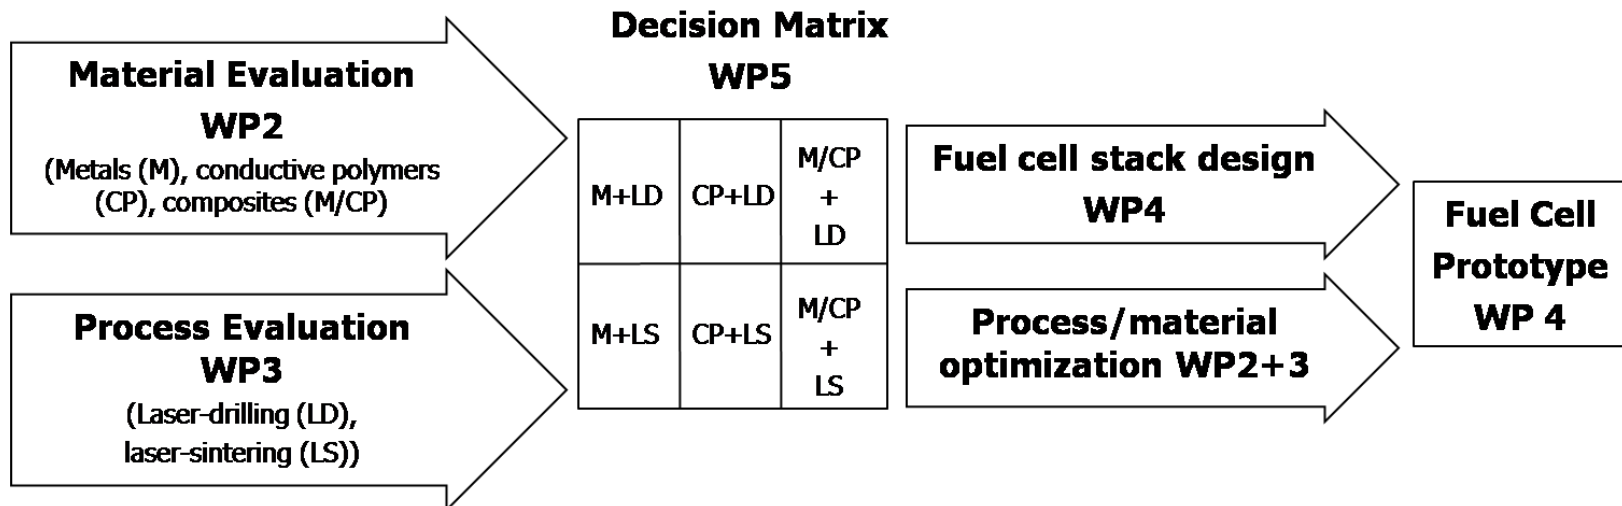 Material Evaluation
WP2
(Metals (M), conductive polymers
(CP), composites (M/CP)
Process Evaluation
WP3
(Laser-drilling (LD),
laser-sintering (LS))
Decision Matrix
WP5
M+LD
CP+LD
M/CP
+
LD
M+LS
CP+LS
M/CP
+
LS
Fuel cell stack design
WP4
Process/material
optimization WP2+3
Fuel Cell
Prototype
WP 4